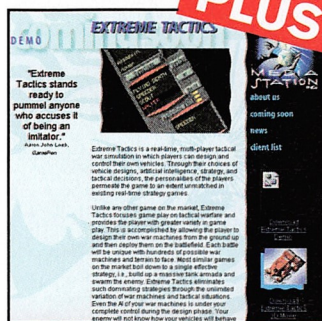 PLUS
EXTREME TACTICS
DEMO
"Extreme
Tactics stands
ready to
pummel anyone
who accuses it
of being an
imitator."
GamePen
MEDIA
STATION
about us
coming soon
news
client list
Extreme Tactics is a real-time, multi-player tactical
war simulation in which players can design and
control their own vehicles. Through their choices of
vehicle designs, artificial intelligence, strategy, and
tactical decisions, the personalities of the players
permeate the game to an extent unmatched in
existing real-time strategy games.
Unlike any other game on the market, Extreme
Tactics focuses game play on tactical warfare and
provides the player with greater variety in game
play. This is accomplished by allowing the player to
design their own war machines from the ground up
and then deploy them on the battlefield. Each battle
will be unique with hundreds of possible war
machines and terrain to face. Most similar games
on the market boil down to a single effective
strategy, i.e., build up a massive tank armada and
swarm the enemy. Extreme Tactics eliminates
such dominating strategies through the unlimited
variation of war machines and tactical situations.
Even the AI of your war machines is under your
complete control during the design phase. Your
enemy will not know how your vehicles will behave
Download
Extreme Tactics
Demo
Download
Extreme Tactics